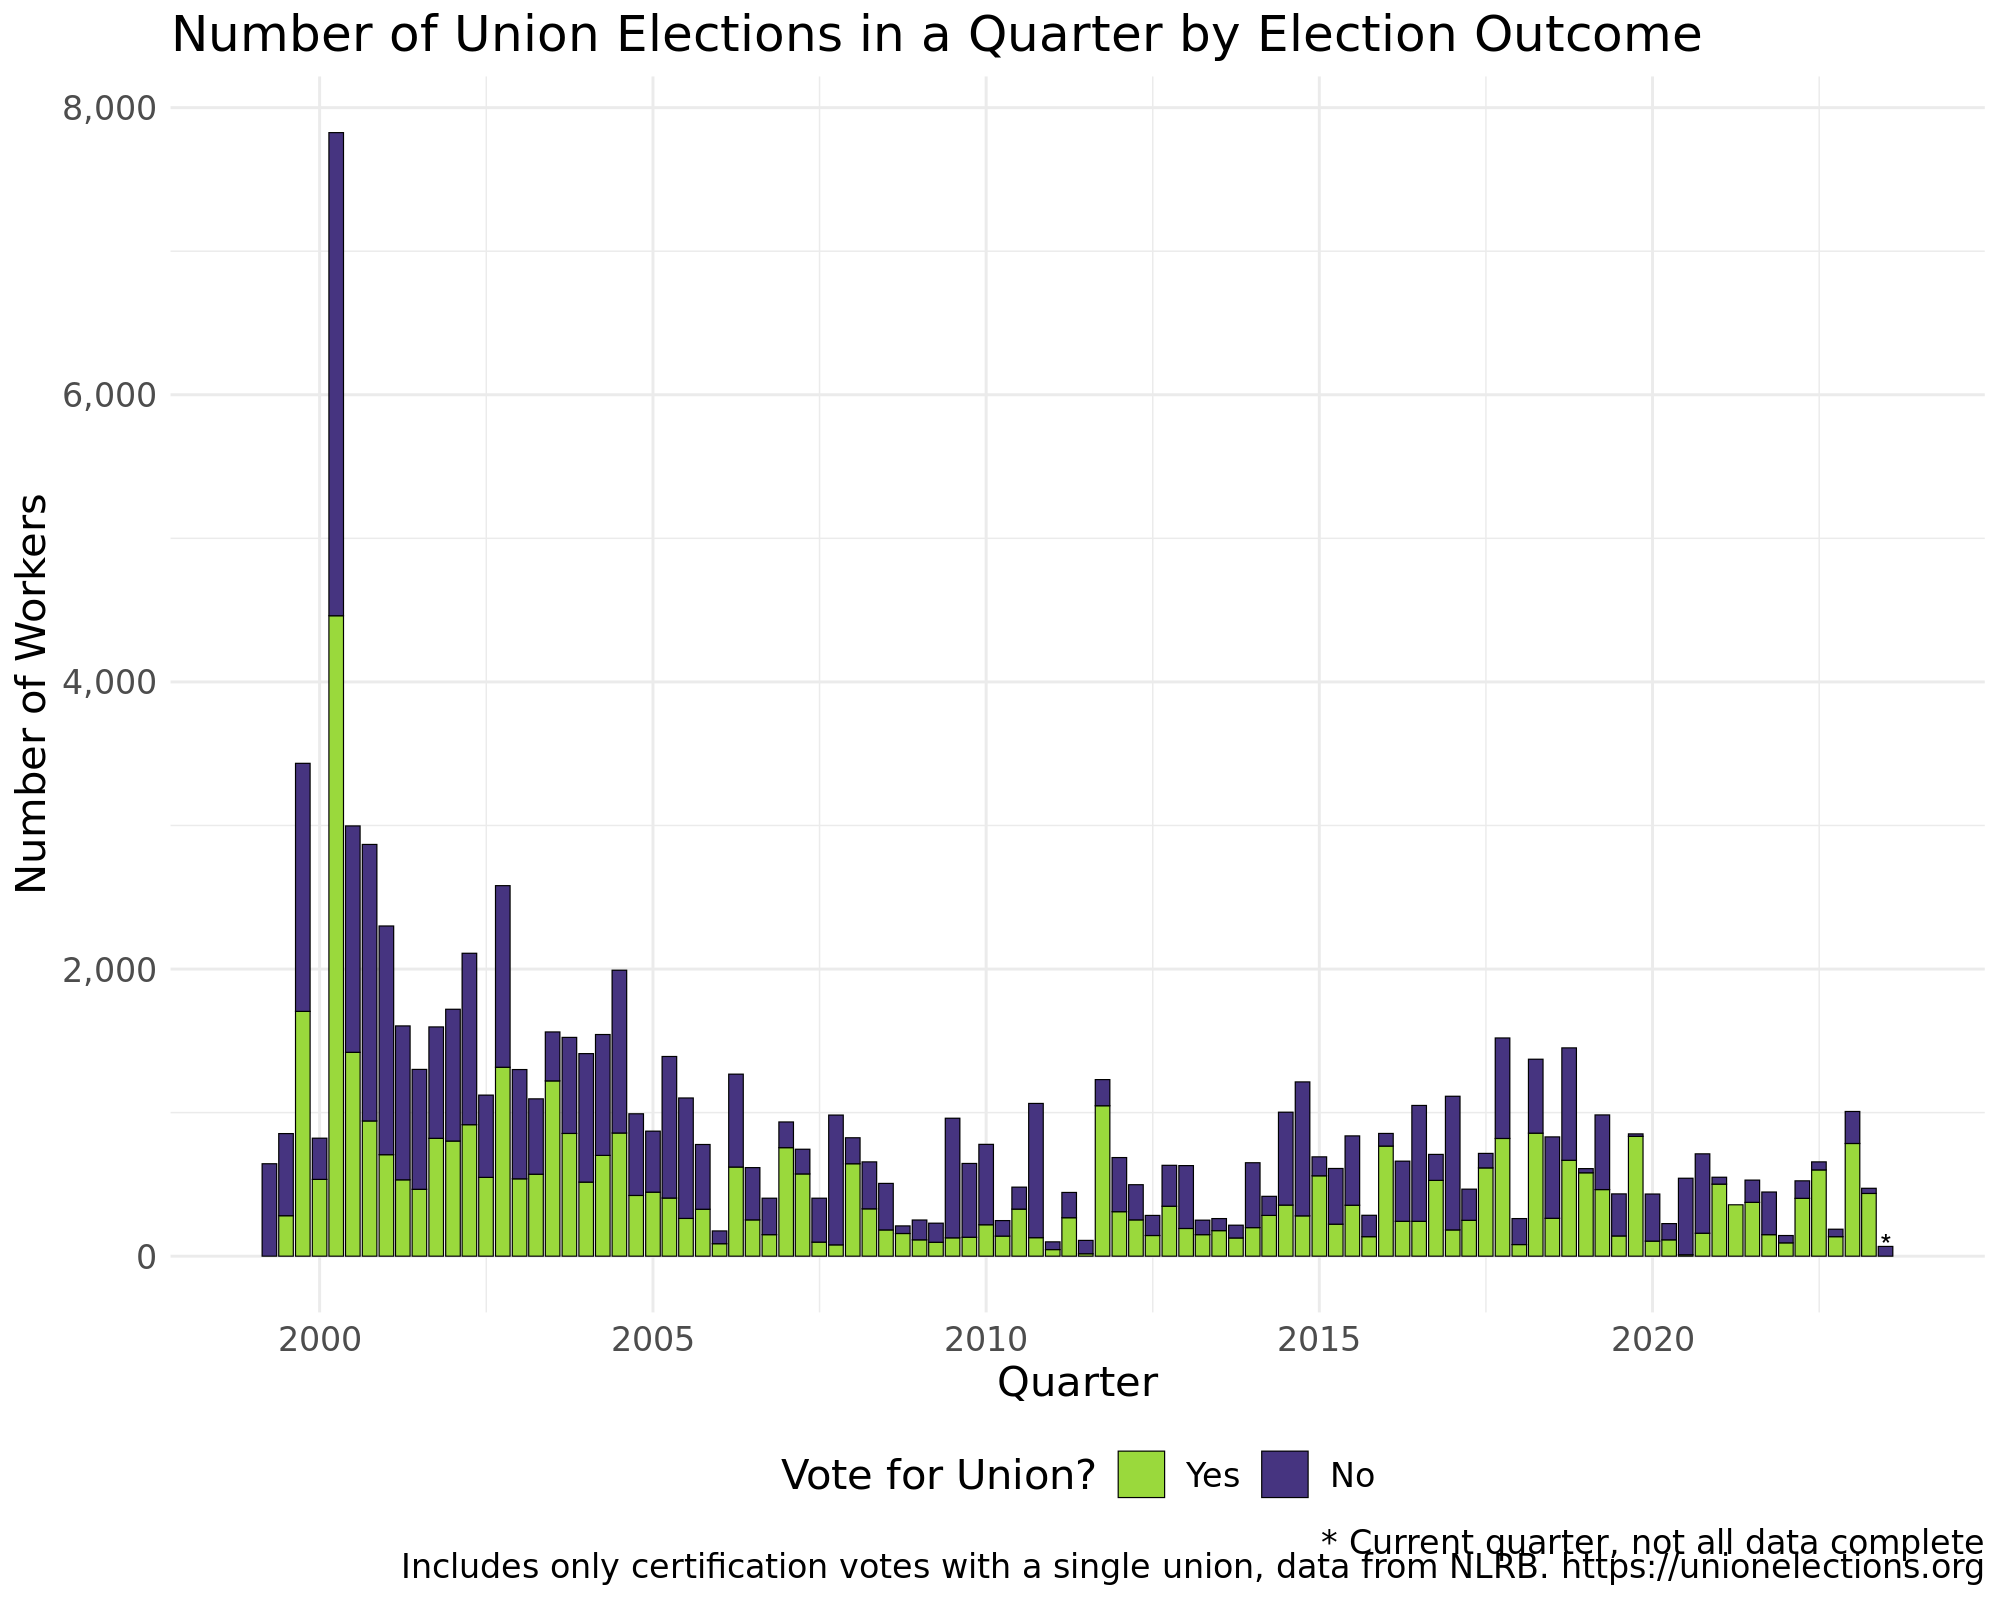 Number of Union Elections in a Quarter by Election Outcome
8,000
6,000
4,000
2,000
0
Number of Workers
*
2000 2005 2010 2015 2020
Quarter
Vote for Union? Yes No
* Current quarter, not all data complete
Includes only certification votes with a single union, data from NLRB. https://unionelections.org